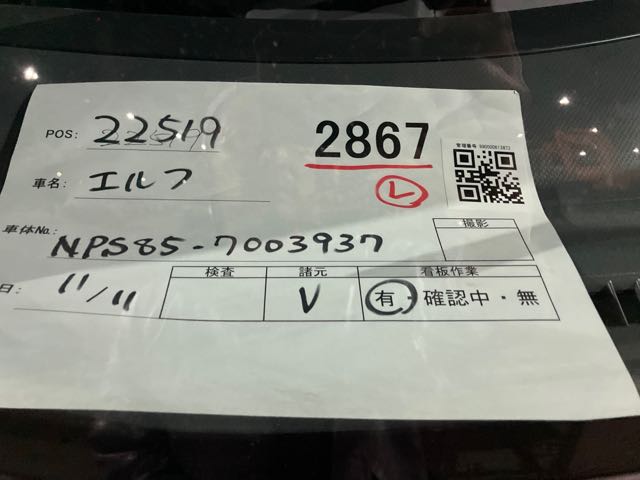 POS: 22519
2867
レ
車名: エルフ
車体No.: NPS85-7003937
撮影
日: 11/11
検査 諸元 看板作業
V 有・確認中・無